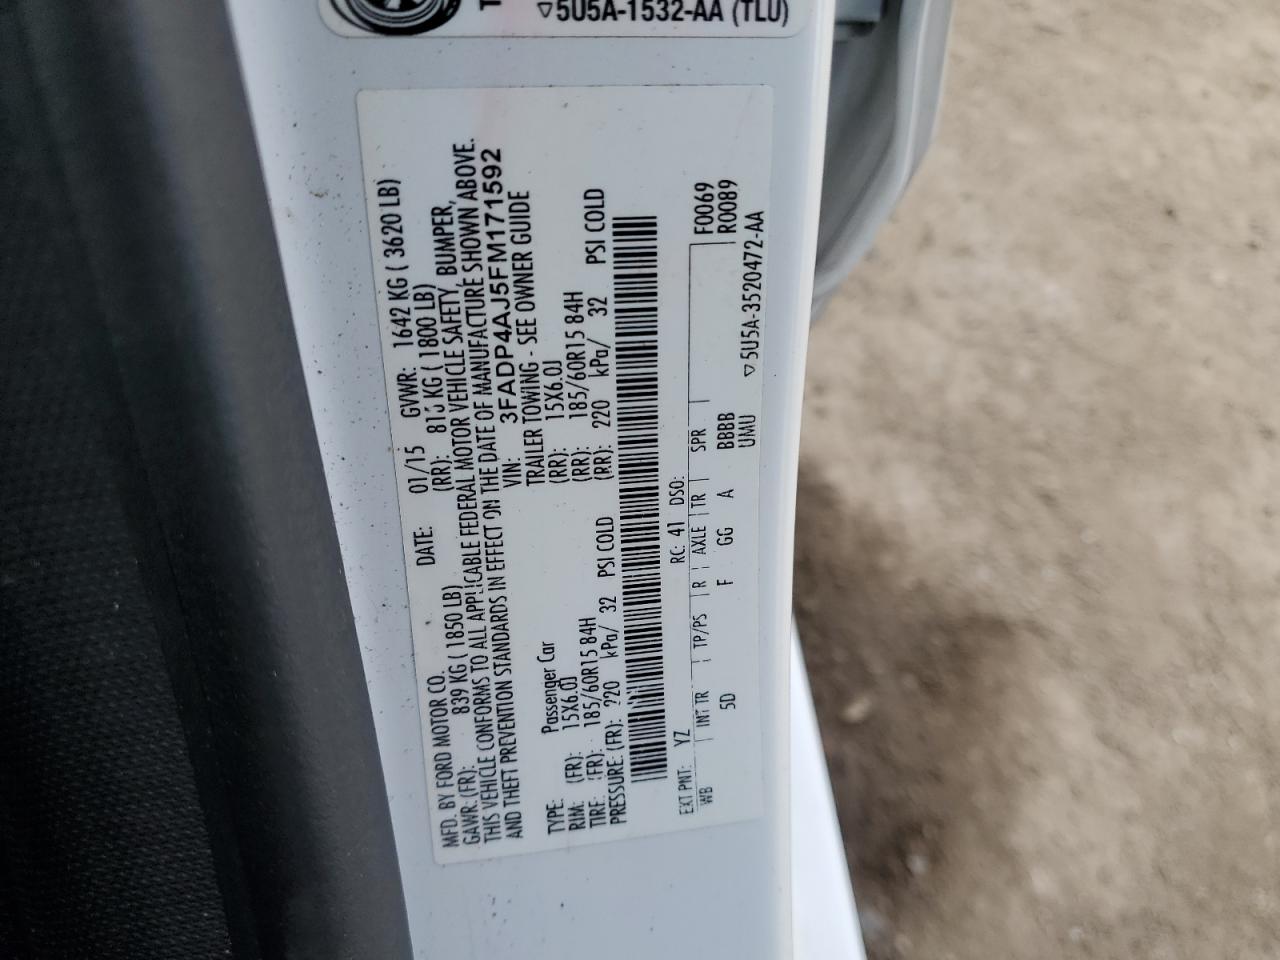 ▽5U5A-1532-AA (TLU)
MFD. BY FORD MOTOR CO. DATE: 01/15 GVWR: 1642 KG ( 3620 LB)
GAWR: (FR): 839 KG ( 1850 LB) (RR): KG ( 1800 LB)
THIS VEHICLE CONFORMS TO ALL APPLICABLE FEDERAL MOTOR VEHICLE SAFETY, BUMPER,
AND THEFT PREVENTION STANDARDS IN EFFECT ON THE DATE OF MANUFACTURE SHOWN ABOVE.
VIN: 3FADP4AJ5FM171592
TYPE: Passenger Car TRAILER TOWING - SEE OWNER GUIDE
RIM: (FR): 15X6.0J (RR): 15X6.0J
TIRE: (FR): 185/60R15 84H (RR): 185/60R15 84H
PRESSURE: (FR): 220 kPa/ 32 PSI COLD (RR): 220 kPa/ 32 PSI COLD
EXT PNT: YZ RC: 41 DSO: F0069
WB INT TR TP/PS R AXLE TR SPR R0089
5D F GG A BBBB
UMU ▽5U5A-3520472-AA